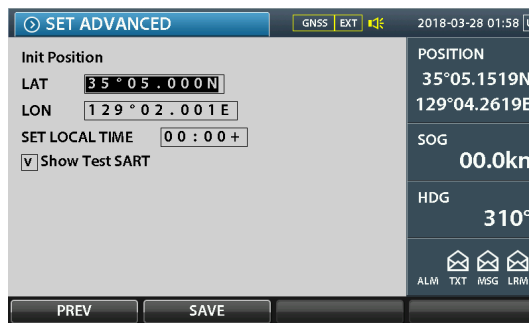 SET ADVANCED
GNSS EXT
2018-03-28 01:58
Init Position
LAT 35°05.000N
LON 129°02.001E
SET LOCAL TIME 00:00+
v Show Test SART
POSITION
35°05.1519N
129°04.2619E
SOG
00.0kn
HDG
310°
ALM TXT MSG LRM
PREV SAVE